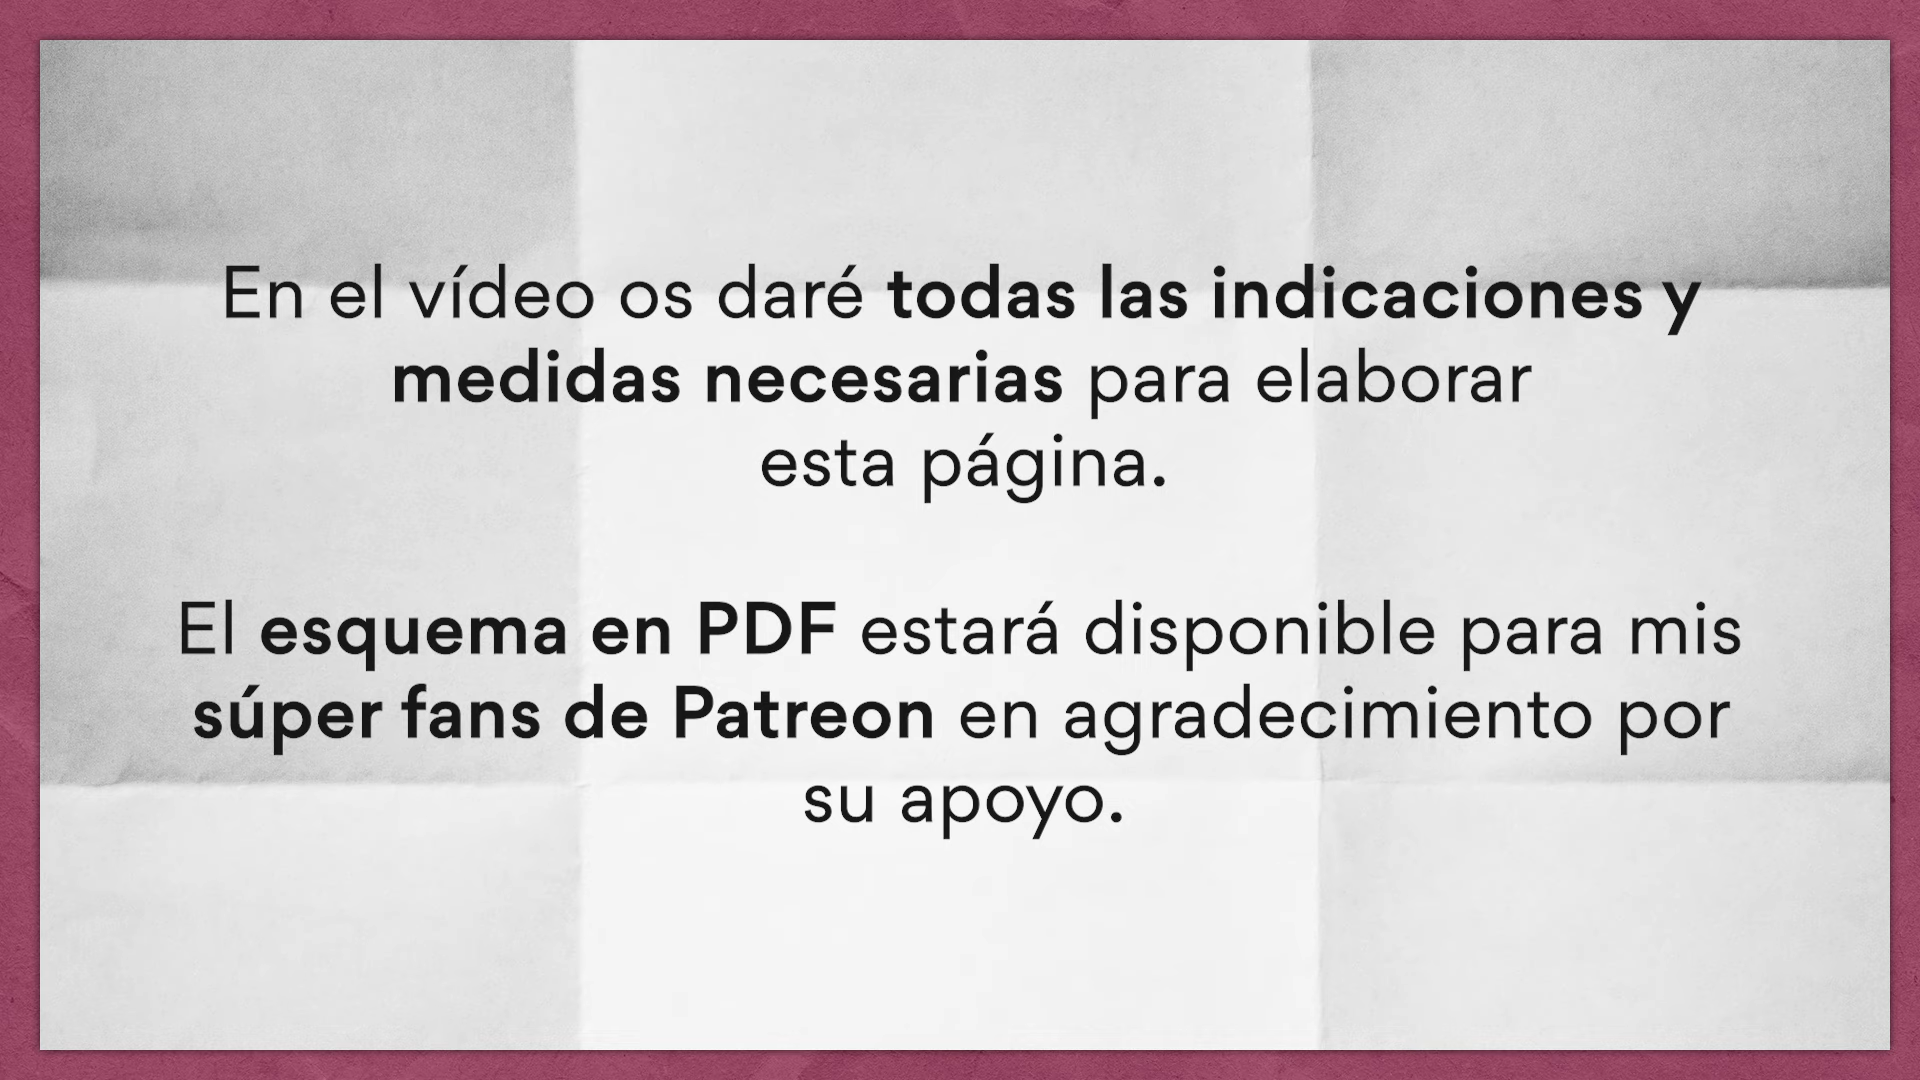 En el vídeo os daré todas las indicaciones y
medidas necesarias para elaborar
esta página.
El esquema en PDF estará disponible para mis
súper fans de Patreon en agradecimiento por
su apoyo.